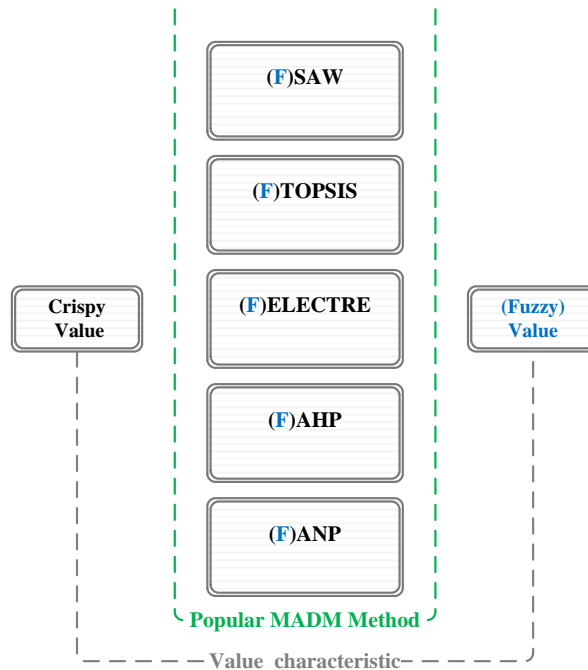 (F)SAW
(F)TOPSIS
(F)ELECTRE
(F)AHP
(F)ANP
Crispy
Value
(Fuzzy)
Value
Popular MADM Method
Value characteristic